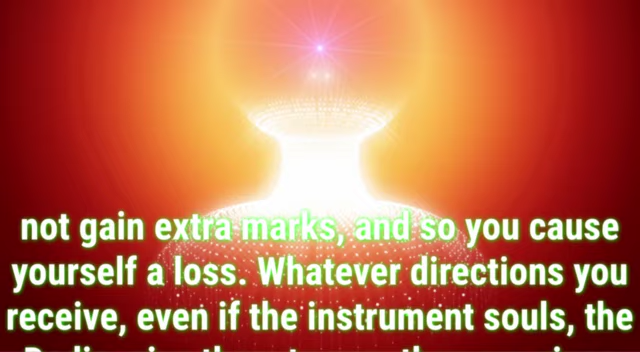 not gain extra marks, and so you cause
yourself a loss. Whatever directions you
receive, even if the instrument souls, the